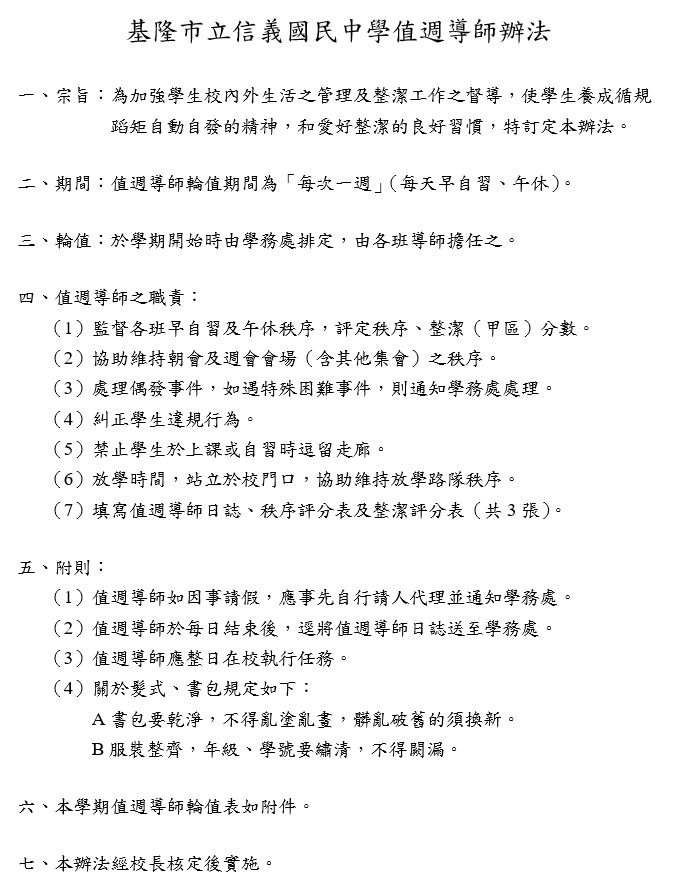 基隆市立信義國民中學值週導師辦法
一、宗旨：為加強學生校內外生活之管理及整潔工作之督導，使學生養成循規
蹈矩自動自發的精神，和愛好整潔的良好習慣，特訂定本辦法。
二、期間：值週導師輪值期間為「每次一週」（每天早自習、午休）。
三、輪值：於學期開始時由學務處排定，由各班導師擔任之。
四、值週導師之職責：
（1）監督各班早自習及午休秩序，評定秩序、整潔（甲區）分數。
（2）協助維持朝會及週會會場（含其他集會）之秩序。
（3）處理偶發事件，如遇特殊困難事件，則通知學務處處理。
（4）糾正學生違規行為。
（5）禁止學生於上課或自習時逗留走廊。
（6）放學時間，站立於校門口，協助維持放學路隊秩序。
（7）填寫值週導師日誌、秩序評分表及整潔評分表（共 3 張）。
五、附則：
（1）值週導師如因事請假，應事先自行請人代理並通知學務處。
（2）值週導師於每日結束後，逕將值週導師日誌送至學務處。
（3）值週導師應整日在校執行任務。
（4）關於髮式、書包規定如下：
A 書包要乾淨，不得亂塗亂畫，髒亂破舊的須換新。
B 服裝整齊，年級、學號要繡清，不得闕漏。
六、本學期值週導師輪值表如附件。
七、本辦法經校長核定後實施。